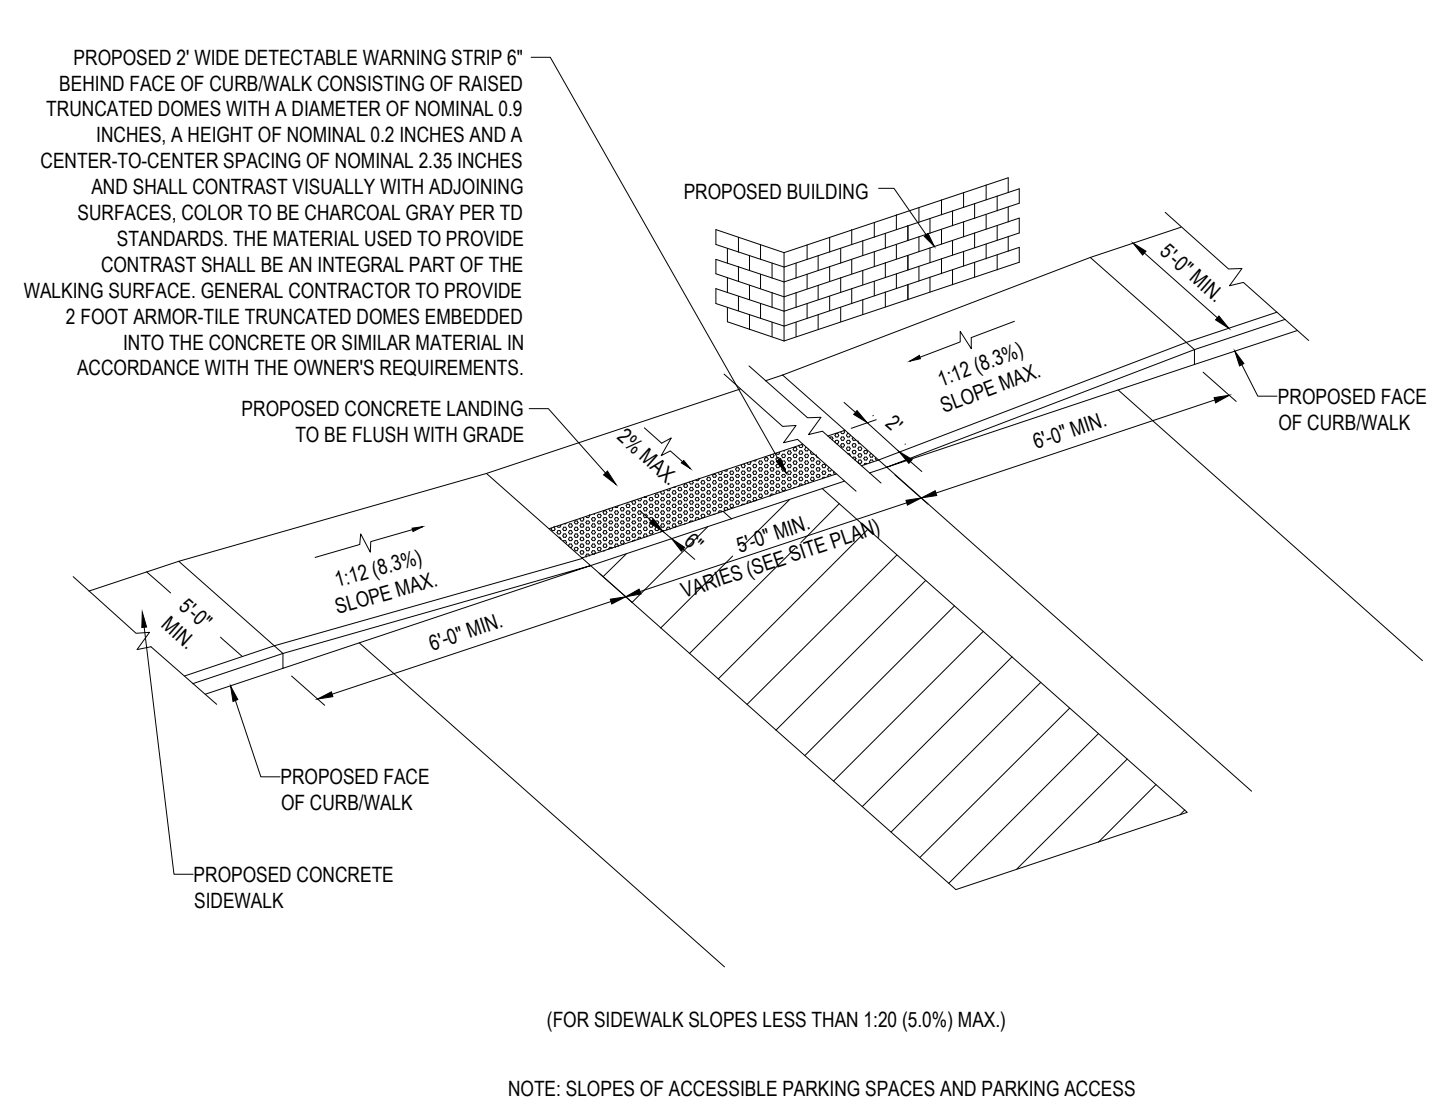 PROPOSED 2' WIDE DETECTABLE WARNING STRIP 6"
BEHIND FACE OF CURB/WALK CONSISTING OF RAISED
TRUNCATED DOMES WITH A DIAMETER OF NOMINAL 0.9
INCHES, A HEIGHT OF NOMINAL 0.2 INCHES AND A
CENTER-TO-CENTER SPACING OF NOMINAL 2.35 INCHES
AND SHALL CONTRAST VISUALLY WITH ADJOINING
SURFACES, COLOR TO BE CHARCOAL GRAY PER TD
STANDARDS. THE MATERIAL USED TO PROVIDE
CONTRAST SHALL BE AN INTEGRAL PART OF THE
WALKING SURFACE. GENERAL CONTRACTOR TO PROVIDE
2 FOOT ARMOR-TILE TRUNCATED DOMES EMBEDDED
INTO THE CONCRETE OR SIMILAR MATERIAL IN
ACCORDANCE WITH THE OWNER'S REQUIREMENTS.
PROPOSED CONCRETE LANDING
TO BE FLUSH WITH GRADE
PROPOSED BUILDING
5'-0" MIN.
1:12 (8.3%)
SLOPE MAX.
PROPOSED FACE
OF CURB/WALK
6'-0" MIN.
2'
2% MAX.
6"
5'-0" MIN.
VARIES (SEE SITE PLAN)
1:12 (8.3%)
SLOPE MAX.
5'-0"
MIN.
6'-0" MIN.
PROPOSED FACE
OF CURB/WALK
PROPOSED CONCRETE
SIDEWALK
(FOR SIDEWALK SLOPES LESS THAN 1:20 (5.0%) MAX.)
NOTE: SLOPES OF ACCESSIBLE PARKING SPACES AND PARKING ACCESS